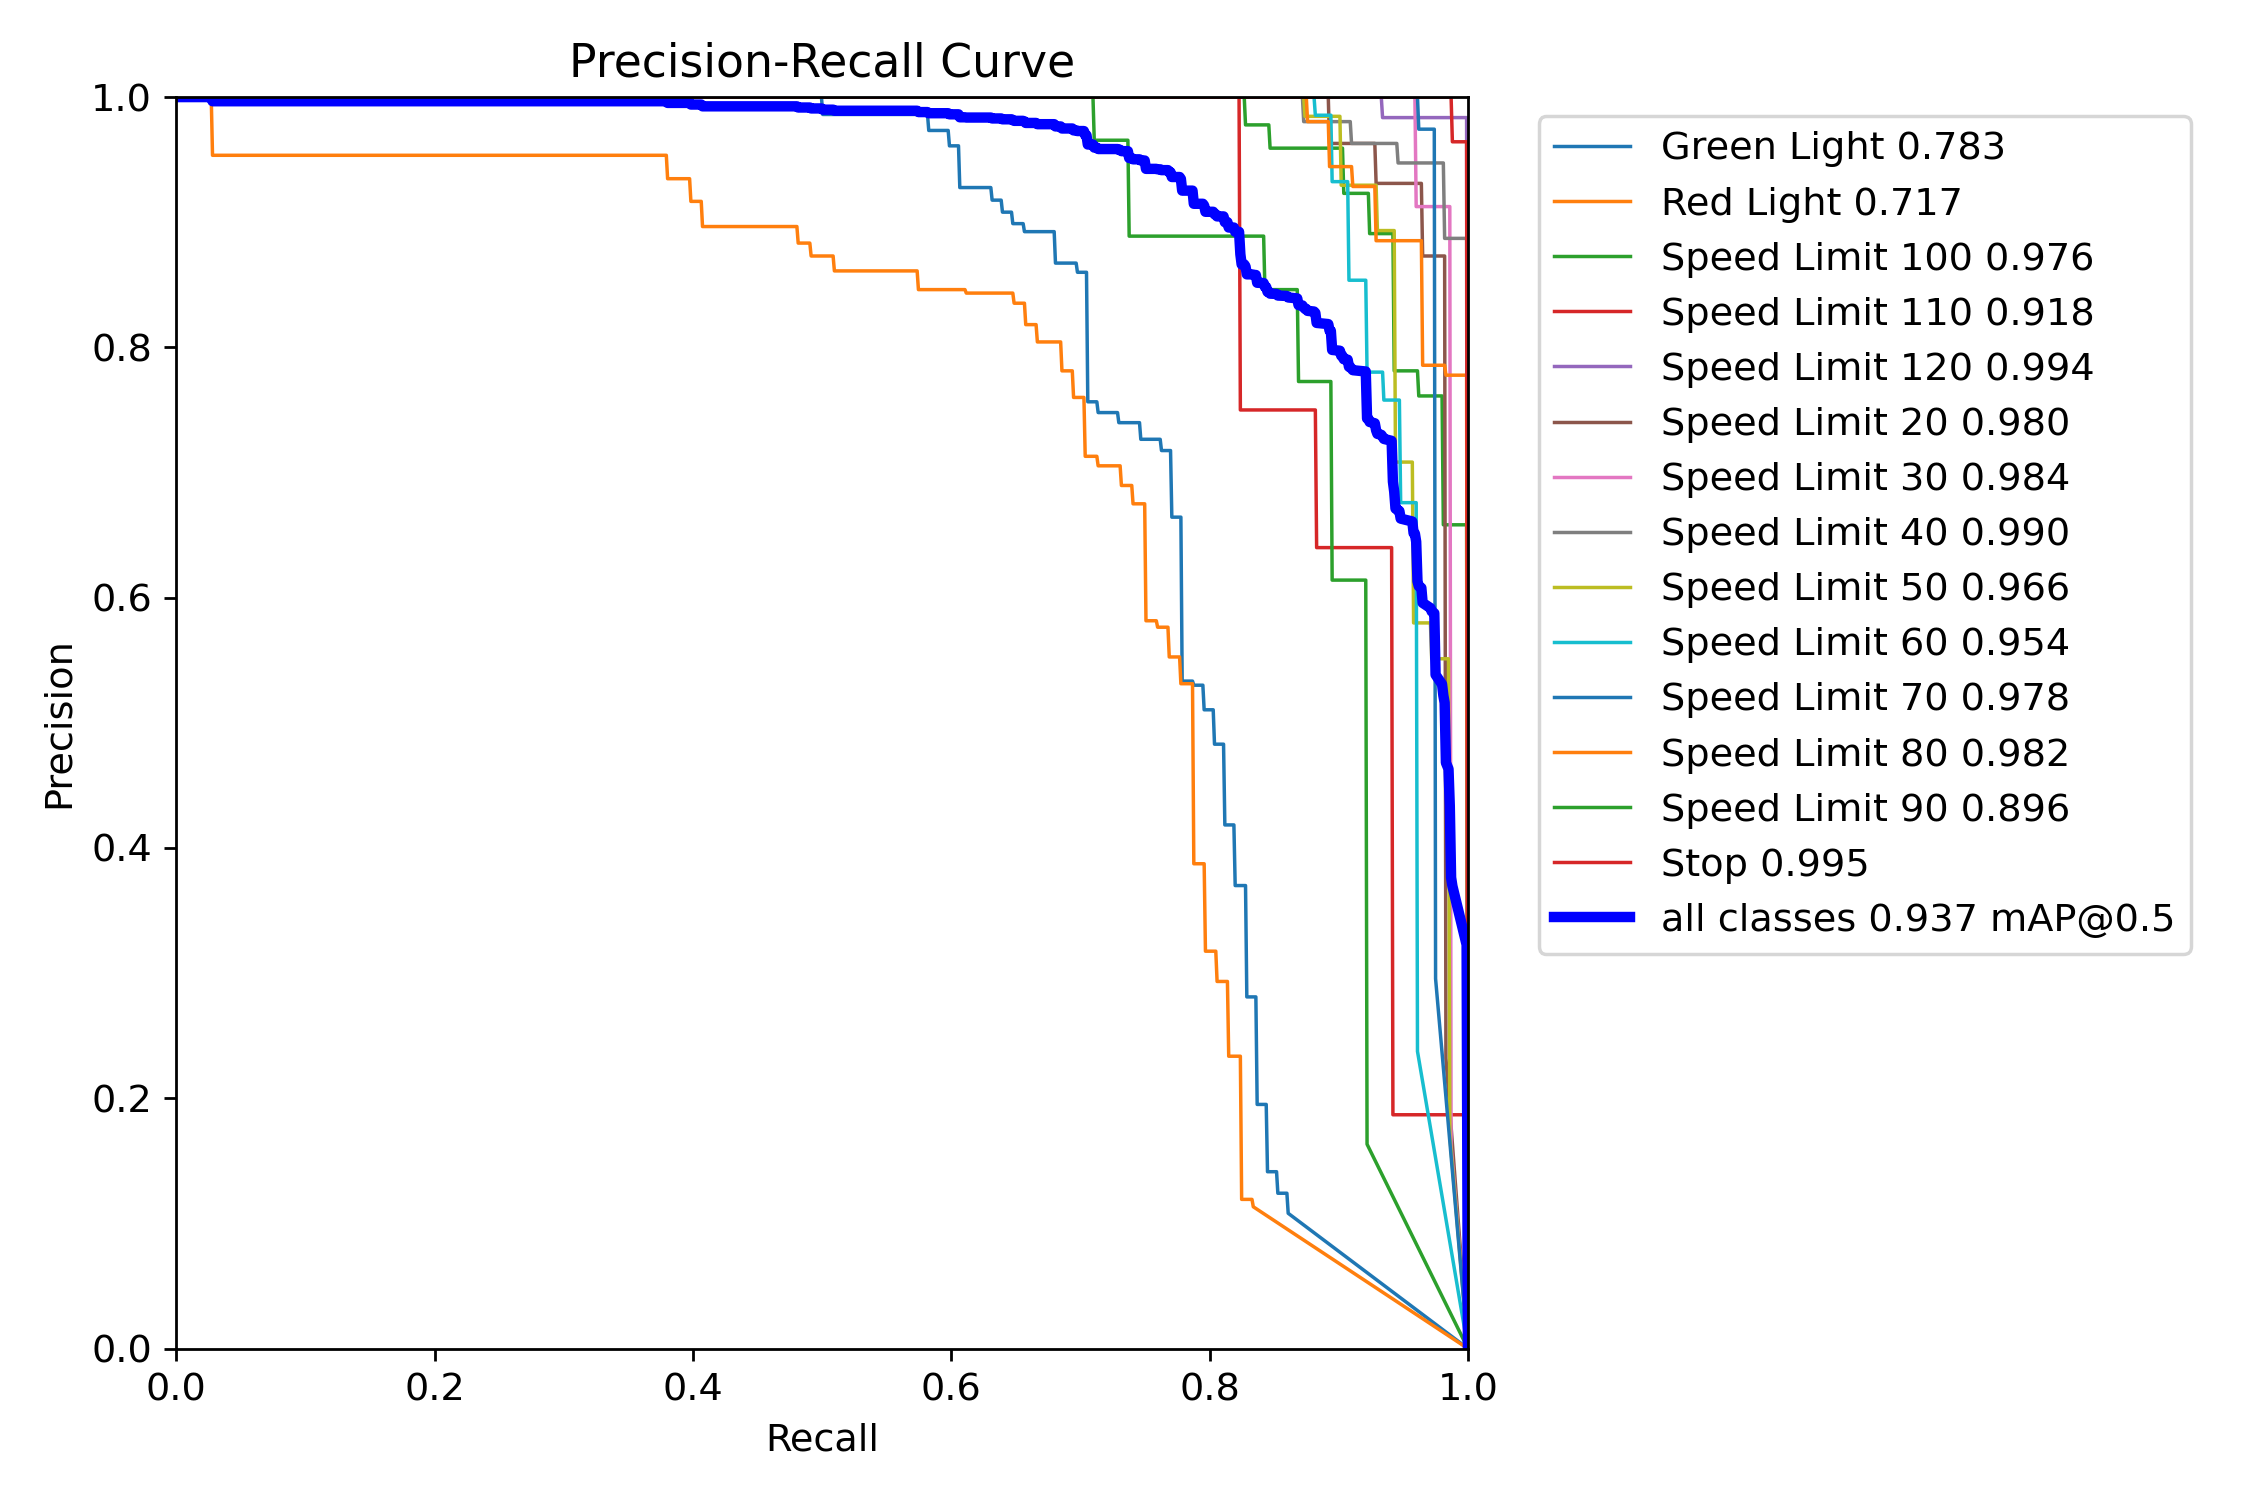 Precision-Recall Curve
1.0
0.8
0.6
0.4
0.2
0.0
Precision
0.0 0.2 0.4 0.6 0.8 1.0
Recall
Green Light 0.783
Red Light 0.717
Speed Limit 100 0.976
Speed Limit 110 0.918
Speed Limit 120 0.994
Speed Limit 20 0.980
Speed Limit 30 0.984
Speed Limit 40 0.990
Speed Limit 50 0.966
Speed Limit 60 0.954
Speed Limit 70 0.978
Speed Limit 80 0.982
Speed Limit 90 0.896
Stop 0.995
all classes 0.937 mAP@0.5